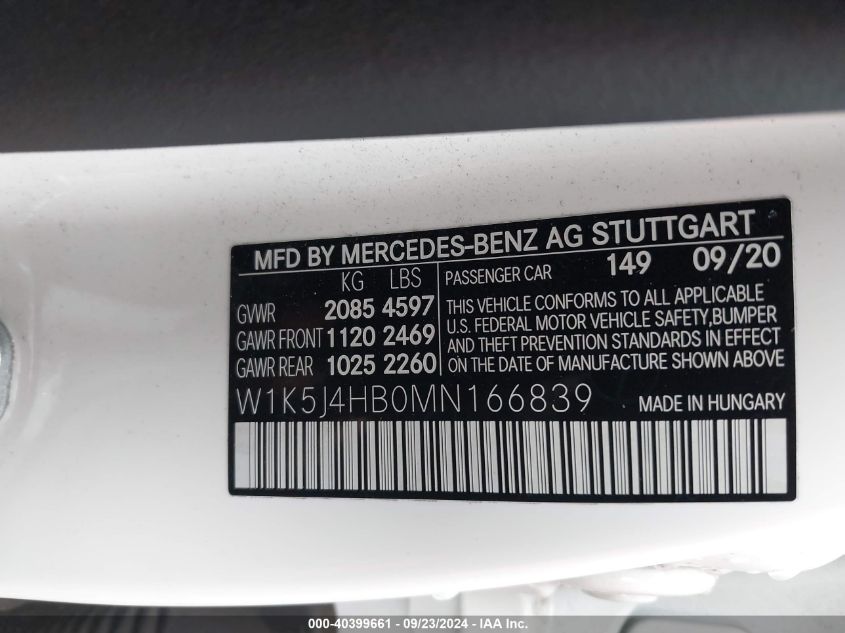 MFD BY MERCEDES-BENZ AG STUTTGART
KG LBS PASSENGER CAR 149 09/20
GVWR 2085 4597
GAWR FRONT 1120 2469
GAWR REAR 1025 2260
THIS VEHICLE CONFORMS TO ALL APPLICABLE
U.S. FEDERAL MOTOR VEHICLE SAFETY,BUMPER
AND THEFT PREVENTION STANDARDS IN EFFECT
ON THE DATE OF MANUFACTURE SHOWN ABOVE
W1K5J4HB0MN166839 MADE IN HUNGARY
000-40399661 - 09/23/2024 - IAA Inc.